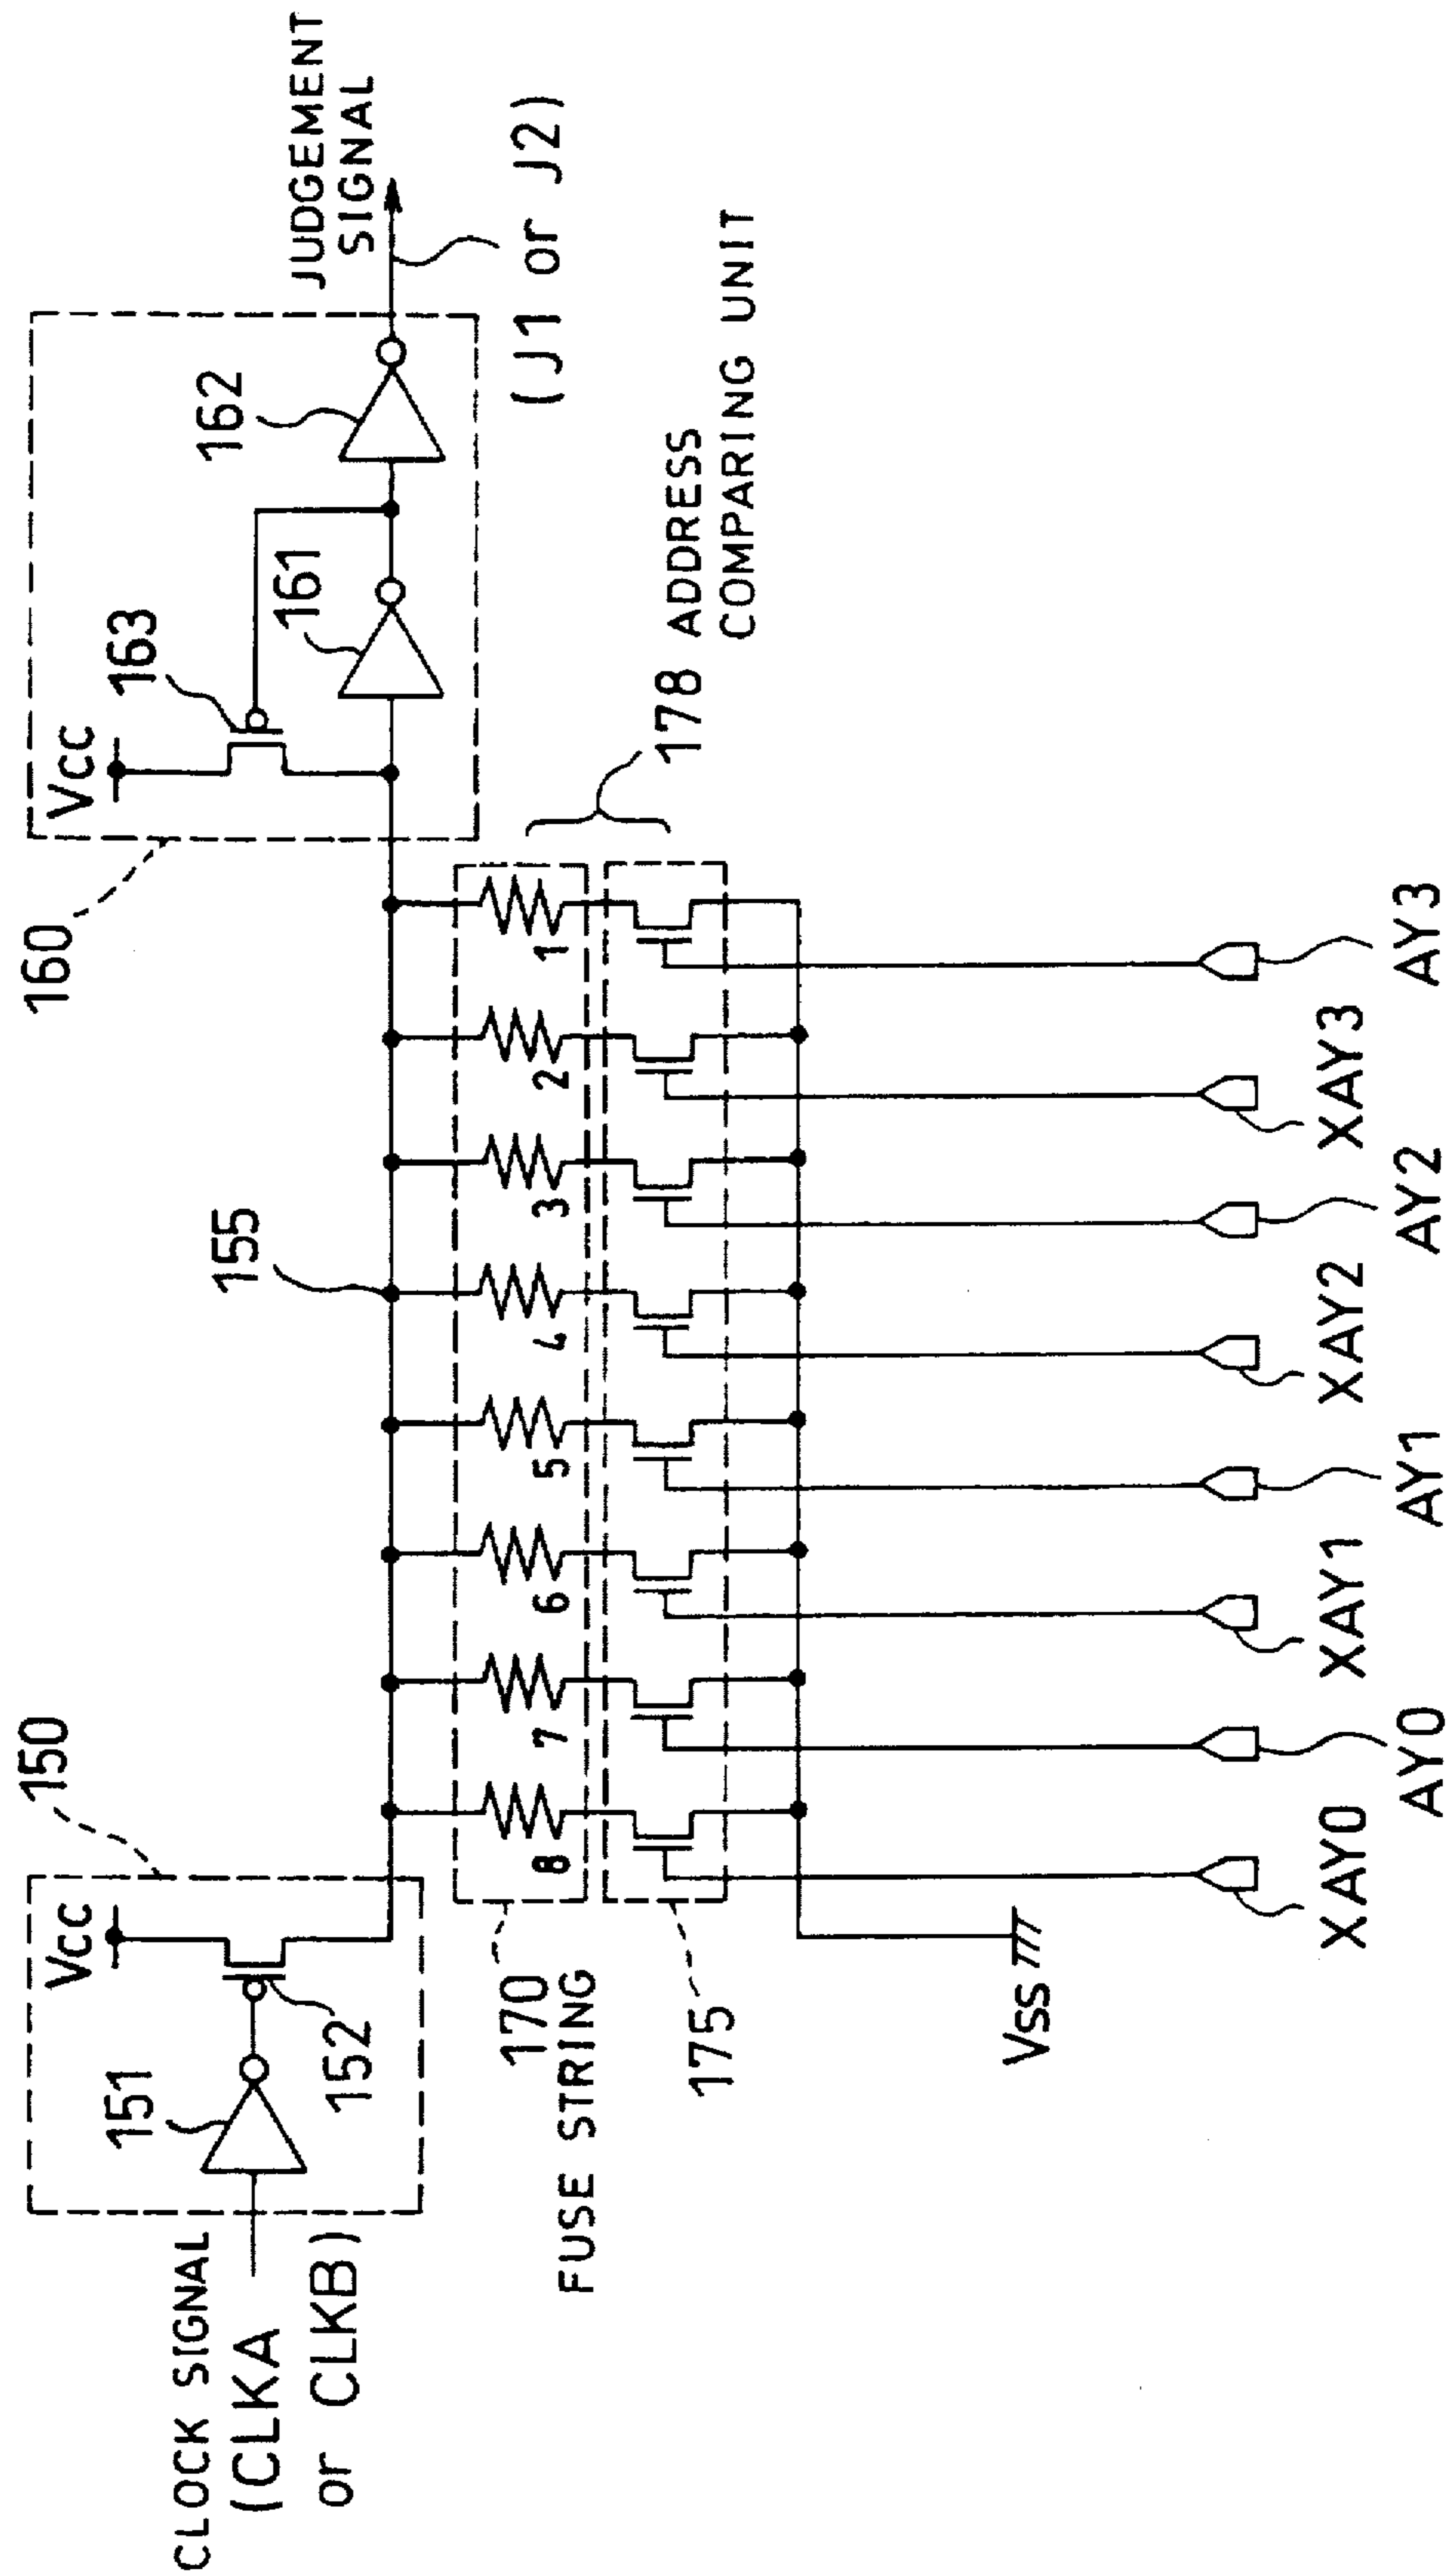 CLOCK SIGNAL
(CLKA
or CLKB)
150
Vcc
151
152
155
160
Vcc
163
161
162
JUDGEMENT
SIGNAL
(J1 or J2)
170
FUSE STRING
8
7
6
5
4
3
2
1
178 ADDRESS
COMPARING UNIT
175
Vss
XAY0
AY0
XAY1
AY1
XAY2
AY2
XAY3
AY3